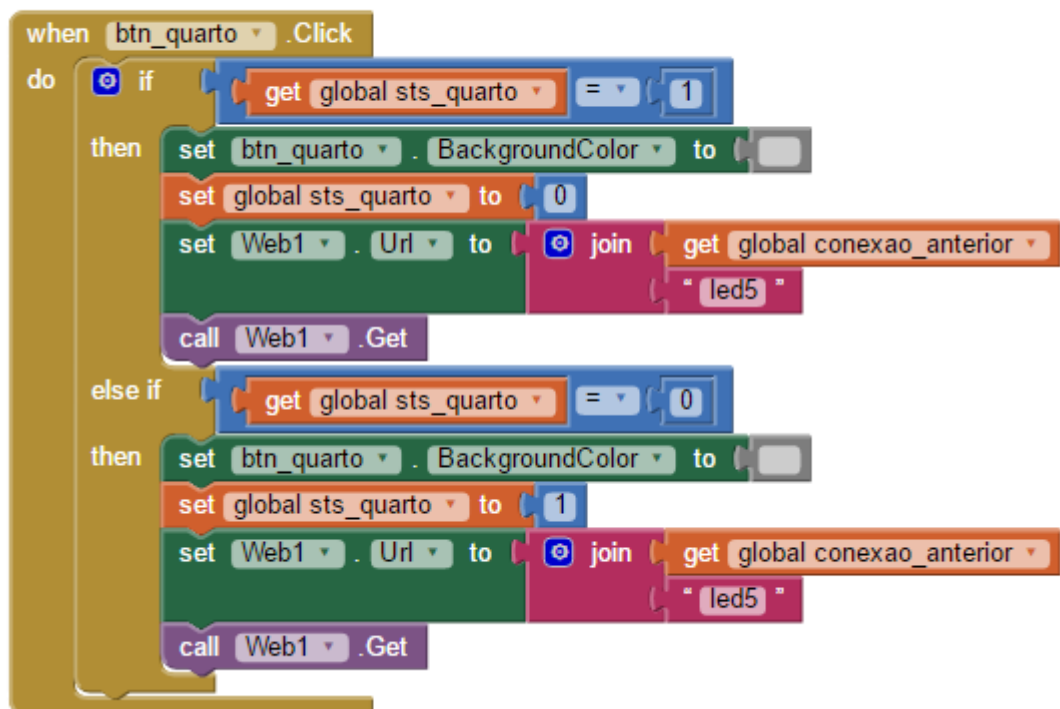 when btn_quarto .Click
do if get global sts_quarto = 1
then set btn_quarto . BackgroundColor to
set global sts_quarto to 0
set Web1 . Url to join get global conexao_anterior
“ led5 ”
call Web1 .Get
else if get global sts_quarto = 0
then set btn_quarto . BackgroundColor to
set global sts_quarto to 1
set Web1 . Url to join get global conexao_anterior
“ led5 ”
call Web1 .Get